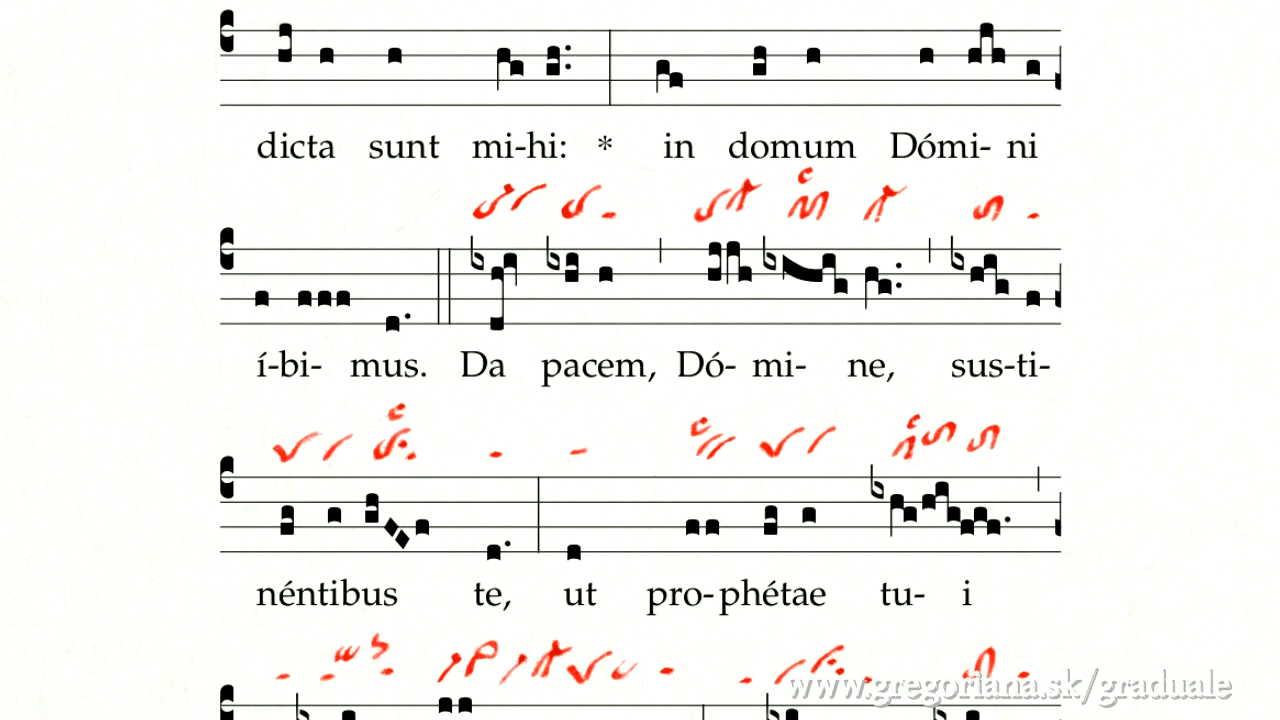 dicta sunt mi-hi: * in domum Dómi- ni
í-bi- mus. Da pacem, Dó- mi- ne, sus-ti-
néntibus te, ut pro-phétae tu- i
www.gregoriana.sk/graduale